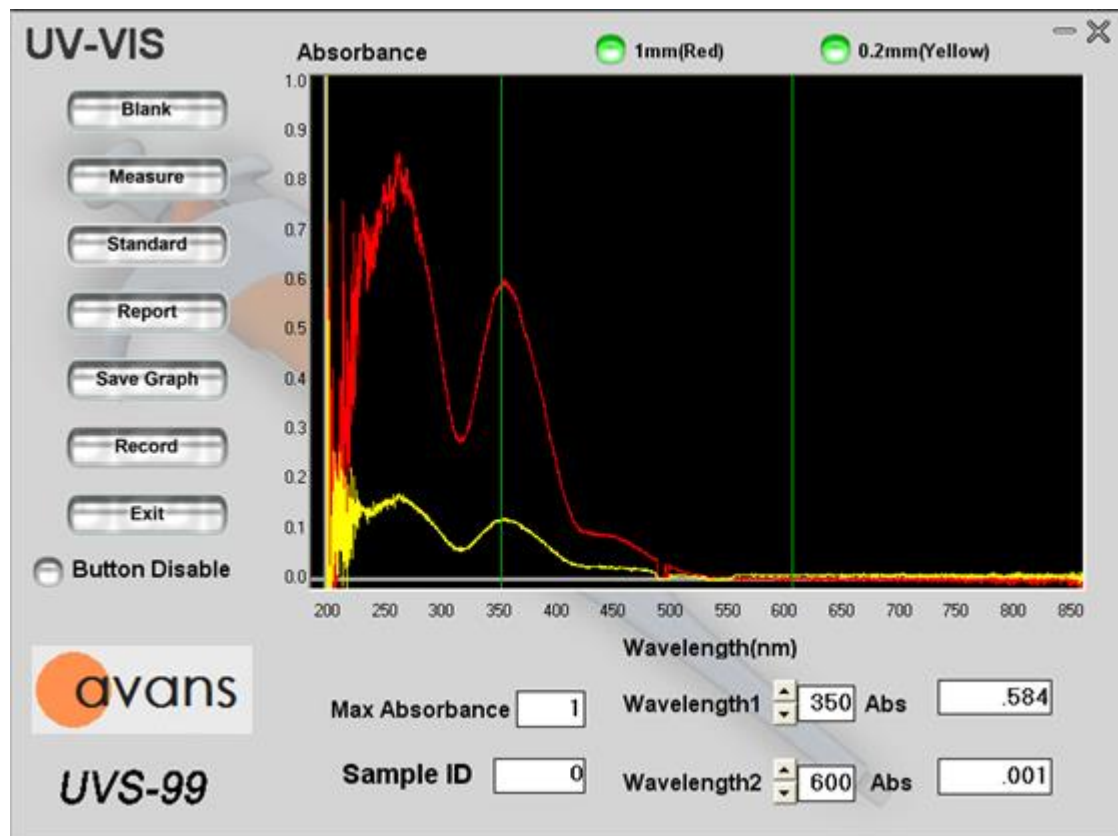 UV-VIS
Absorbance
1mm(Red)
0.2mm(Yellow)
Blank
Measure
Standard
Report
Save Graph
Record
Exit
Button Disable
1.0
0.9
0.8
0.7
0.6
0.5
0.4
0.3
0.2
0.1
0.0
200 250 300 350 400 450 500 550 600 650 700 750 800 850
Wavelength(nm)
avans
UVS-99
Max Absorbance 1
Wavelength1 350 Abs .584
Sample ID 0
Wavelength2 600 Abs .001